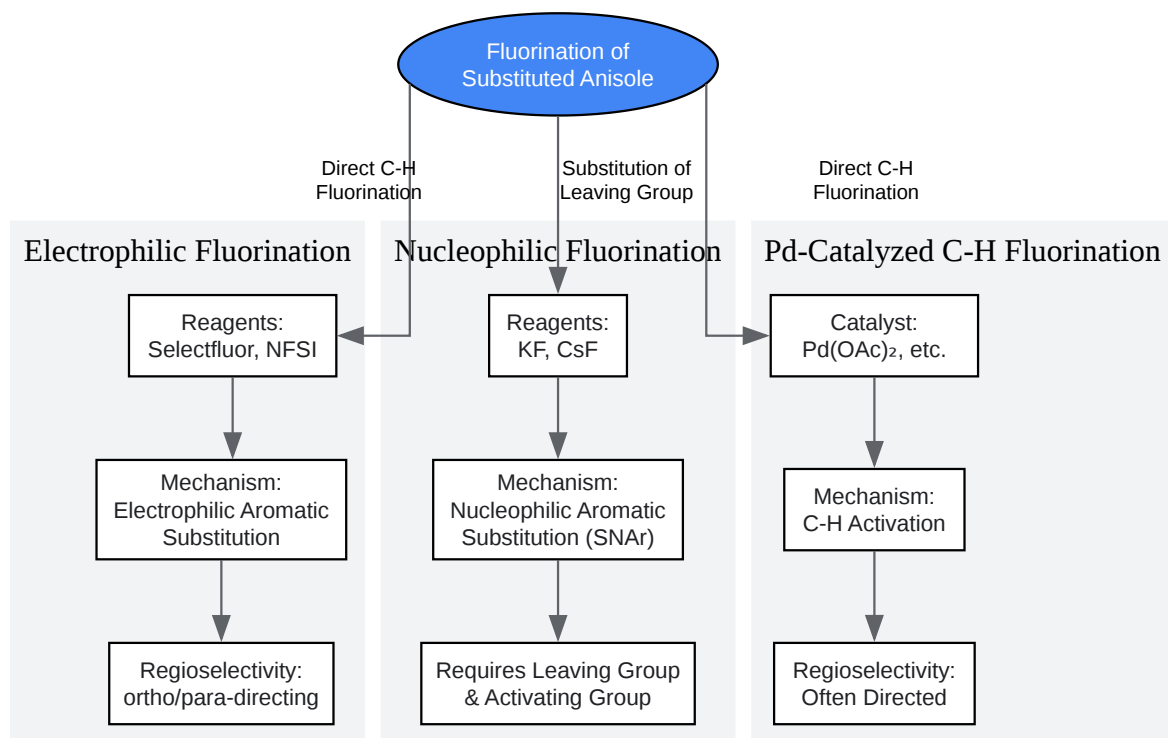 Fluorination of
Substituted Anisole
Direct C-H
Fluorination
Substitution of
Leaving Group
Direct C-H
Fluorination
Electrophilic Fluorination
Reagents:
Selectfluor, NFSI
Mechanism:
Electrophilic Aromatic
Substitution
Regioselectivity:
ortho/para-directing
Nucleophilic Fluorination
Reagents:
KF, CsF
Mechanism:
Nucleophilic Aromatic
Substitution (SNAr)
Requires Leaving Group
& Activating Group
Pd-Catalyzed C-H Fluorination
Catalyst:
Pd(OAc)₂, etc.
Mechanism:
C-H Activation
Regioselectivity:
Often Directed